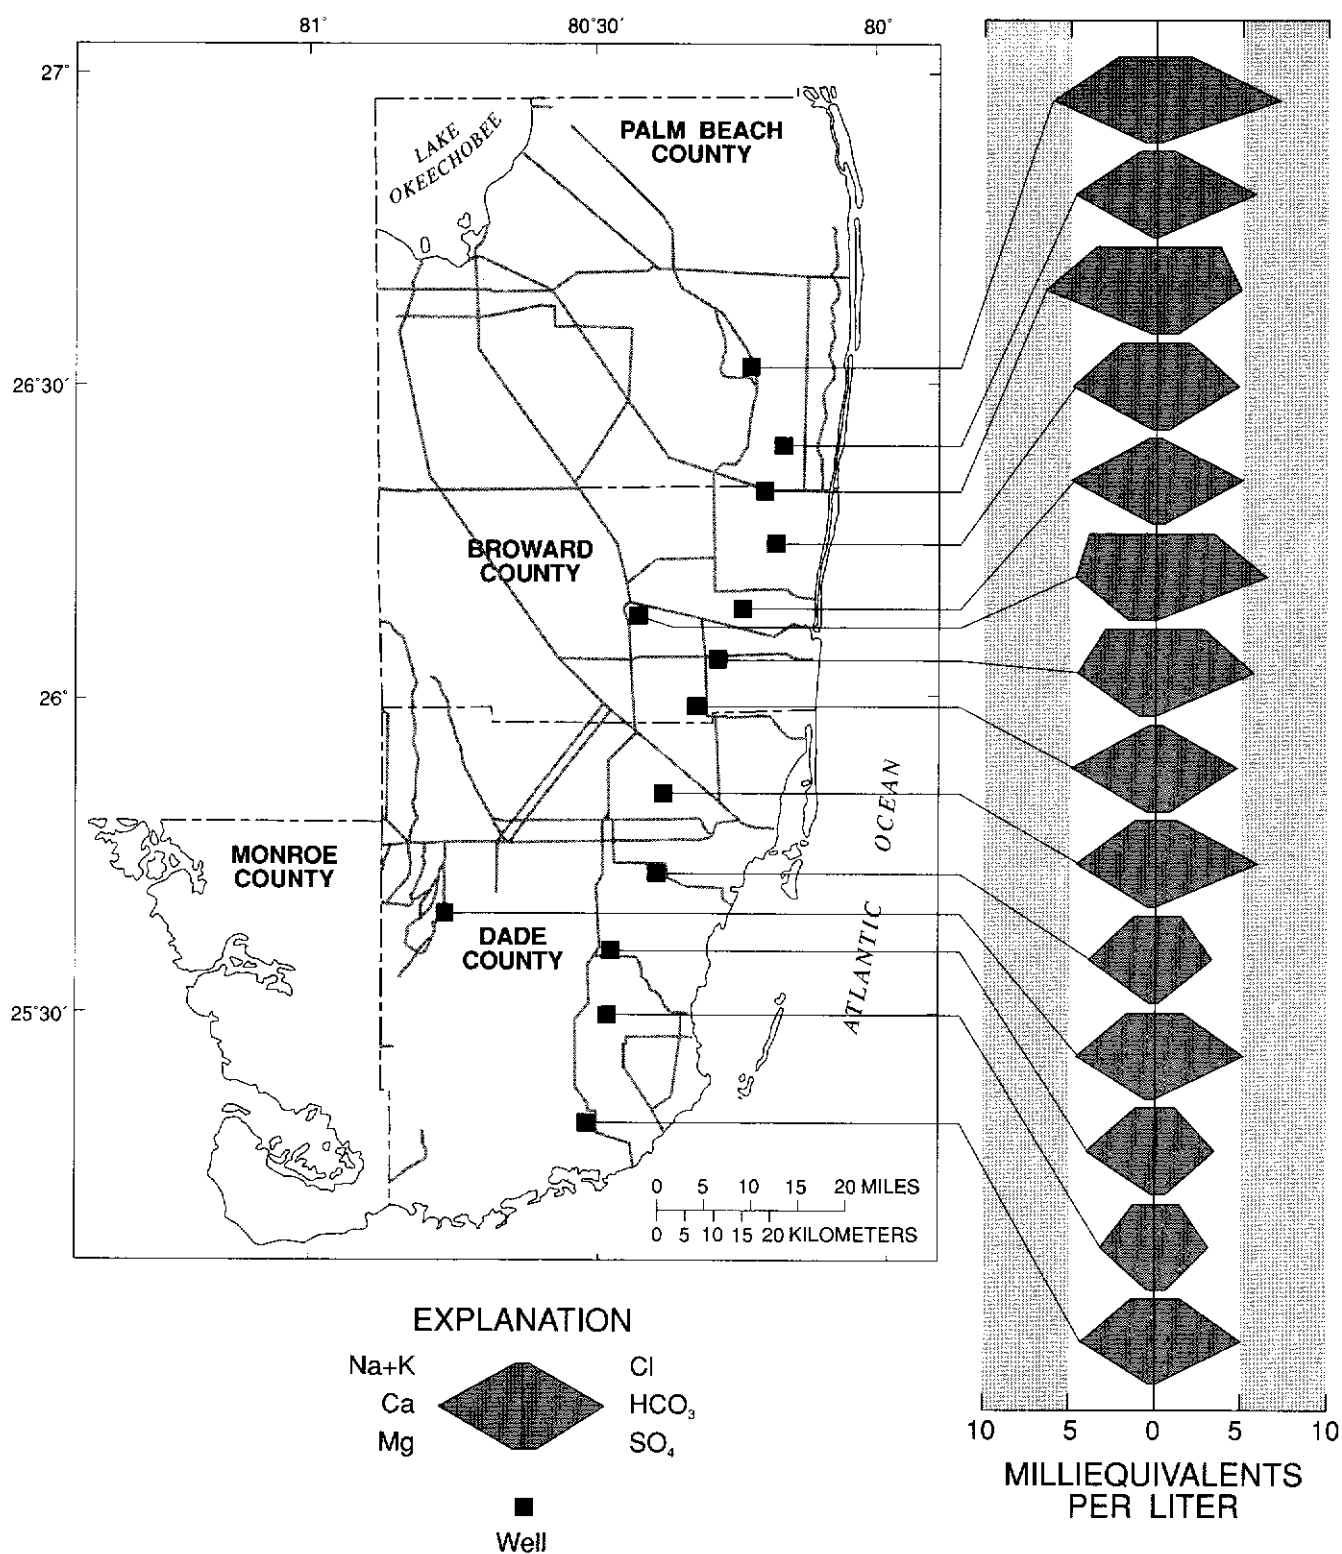 81°
80°30′
80°
27°
26°30′
26°
25°30′
LAKE
OKEECHOBEE
PALM BEACH
COUNTY
BROWARD
COUNTY
MONROE
COUNTY
DADE
COUNTY
ATLANTIC OCEAN
0 5 10 15 20 MILES
0 5 10 15 20 KILOMETERS
10 5 0 5 10
MILLIEQUIVALENTS
PER LITER
EXPLANATION
Na+K Cl
Ca HCO₃
Mg SO₄
Well